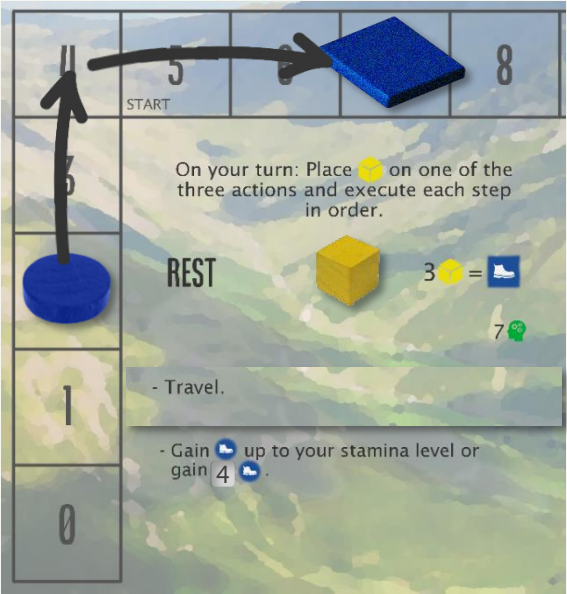 4 5 6 8
START
3
On your turn: Place on one of the
three actions and execute each step
in order.
REST 3 =
7
- Travel.
1
- Gain up to your stamina level or
gain 4 .
0